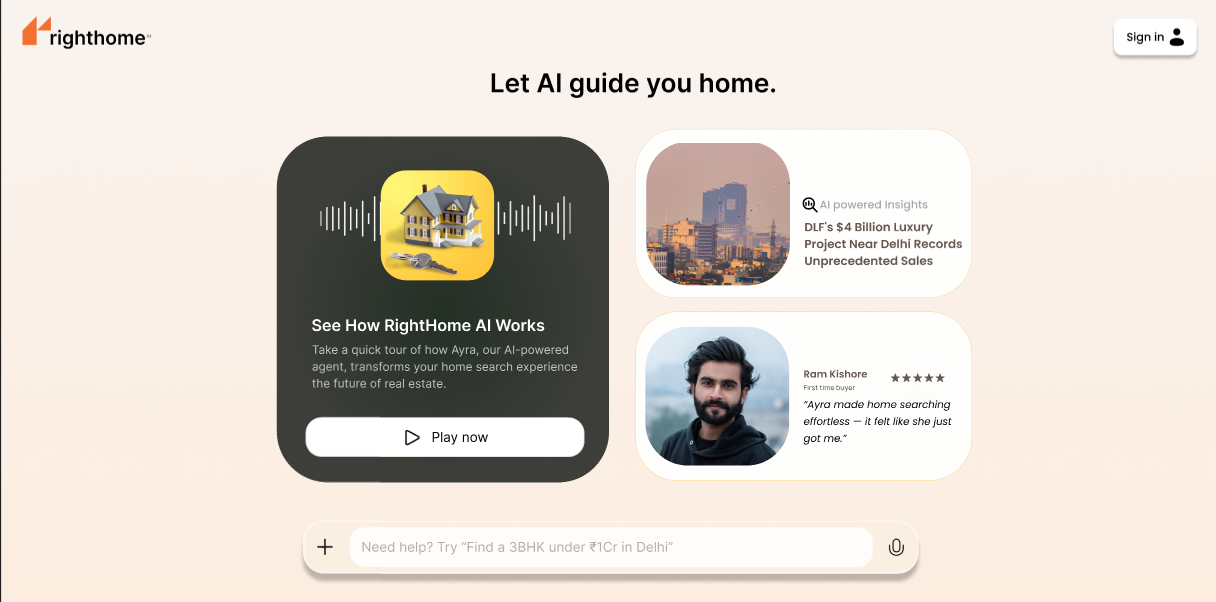 righthome
Sign in
Let AI guide you home.
AI powered Insights
DLF's $4 Billion Luxury
Project Near Delhi Records
Unprecedented Sales
See How RightHome AI Works
Take a quick tour of how Ayra, our AI-powered
agent, transforms your home search experience
the future of real estate.
Play now
Ram Kishore
First time buyer
“Ayra made home searching
effortless — it felt like she just
got me.”
Need help? Try “Find a 3BHK under ₹1Cr in Delhi”